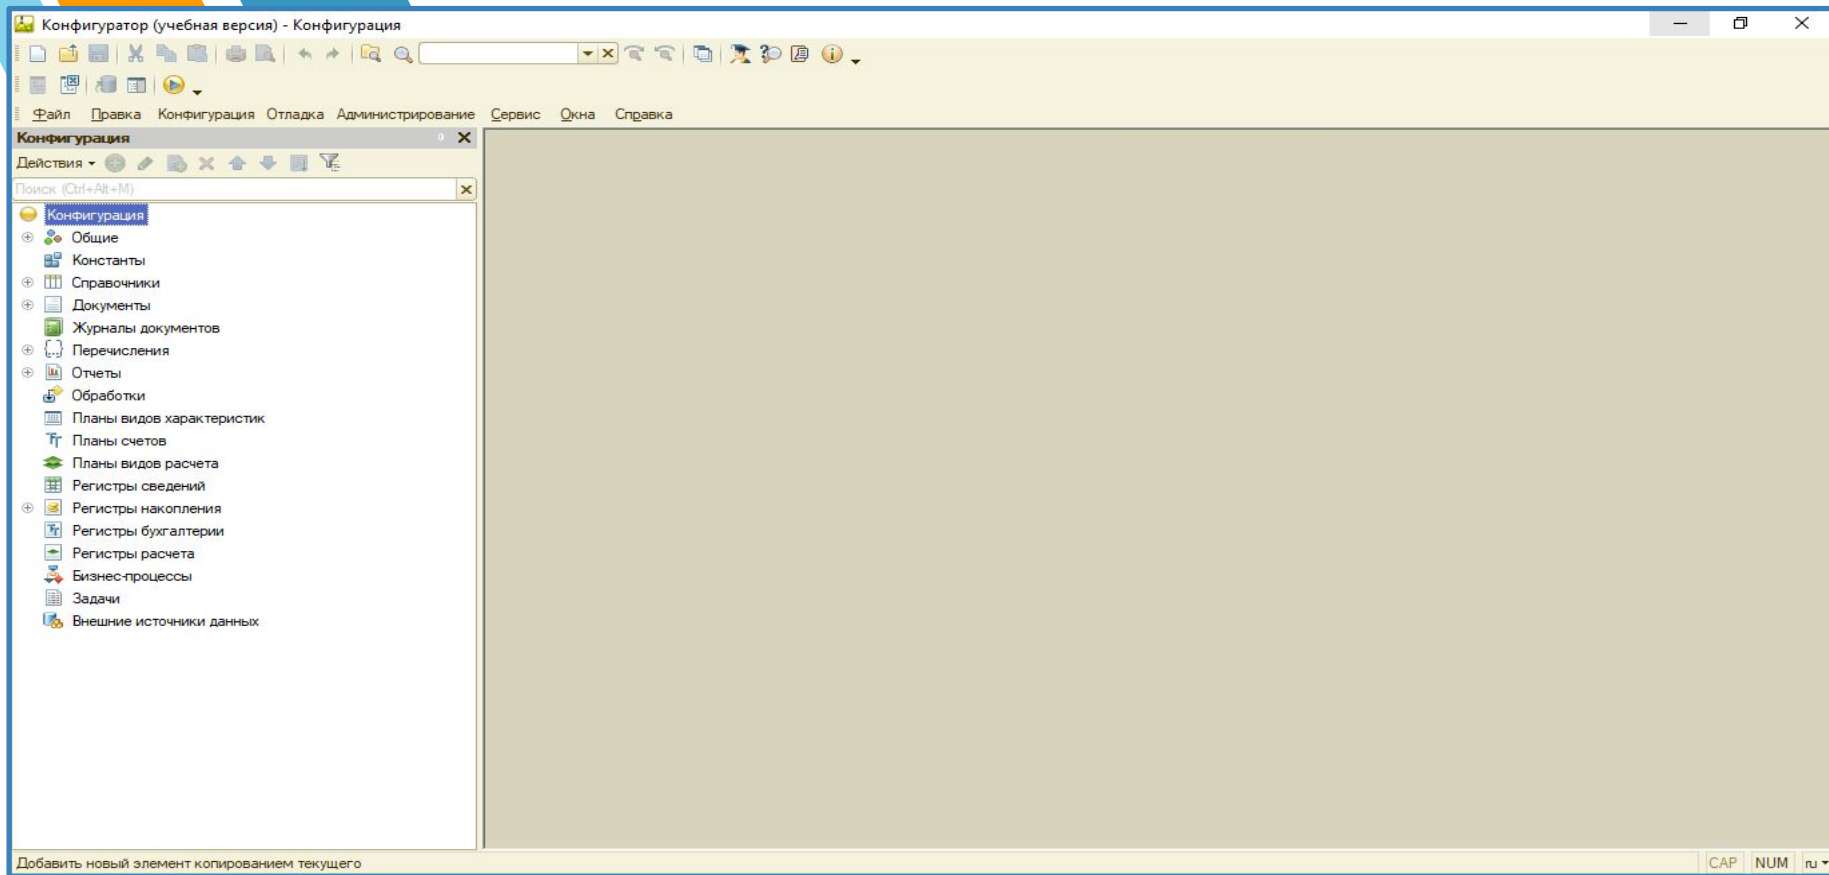 Конфигуратор (учебная версия) - Конфигурация
Файл Правка Конфигурация Отладка Администрирование Сервис Окна Справка
Конфигурация
Действия
Поиск (Ctrl+Alt+M)
Конфигурация
Общие
Константы
Справочники
Документы
Журналы документов
Перечисления
Отчеты
Обработки
Планы видов характеристик
Планы счетов
Планы видов расчета
Регистры сведений
Регистры накопления
Регистры бухгалтерии
Регистры расчета
Бизнес-процессы
Задачи
Внешние источники данных
Добавить новый элемент копированием текущего
CAP NUM ru